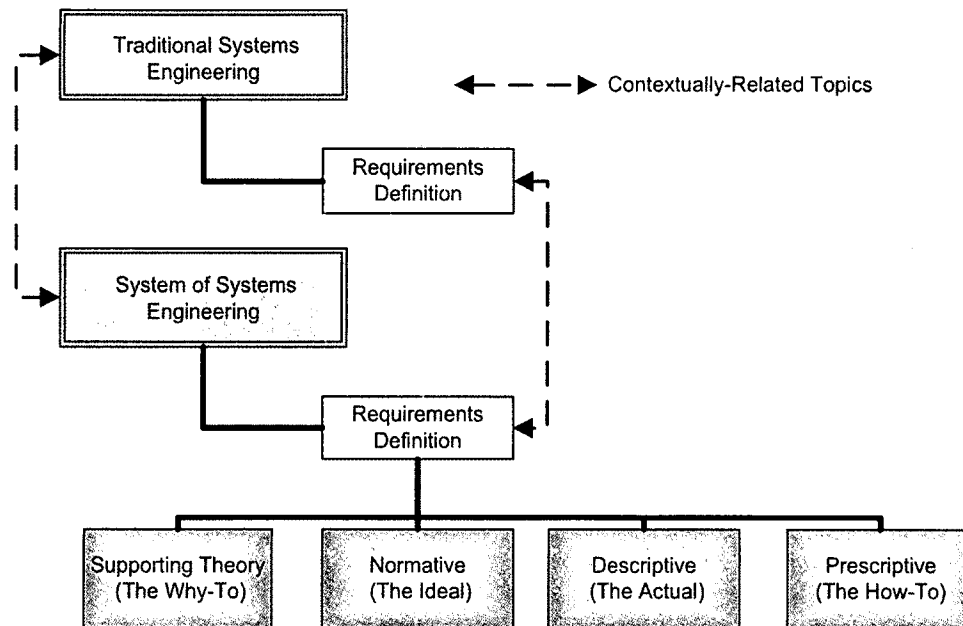 Traditional Systems
Engineering
Contextually-Related Topics
Requirements
Definition
System of Systems
Engineering
Requirements
Definition
Supporting Theory
(The Why-To)
Normative
(The Ideal)
Descriptive
(The Actual)
Prescriptive
(The How-To)